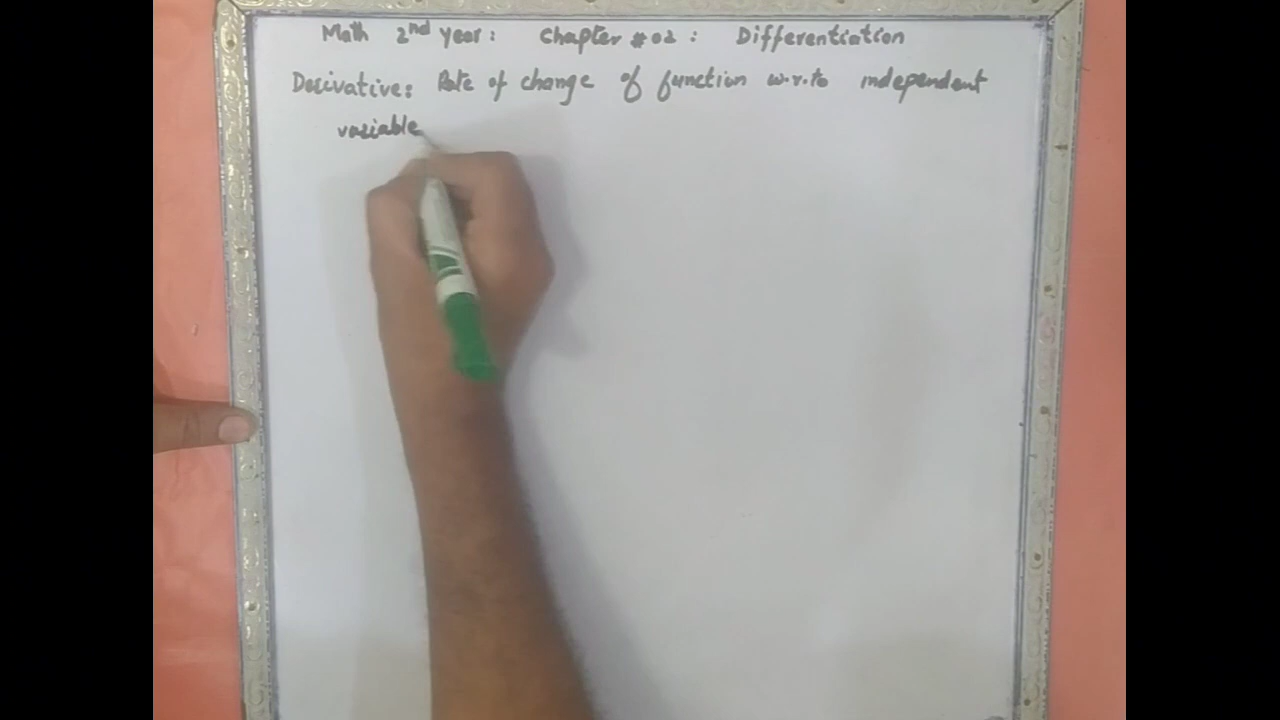 Math 2nd Year: Chapter #02: Differentiation
Derivative: Rate of change of function w.r.to independent
variable